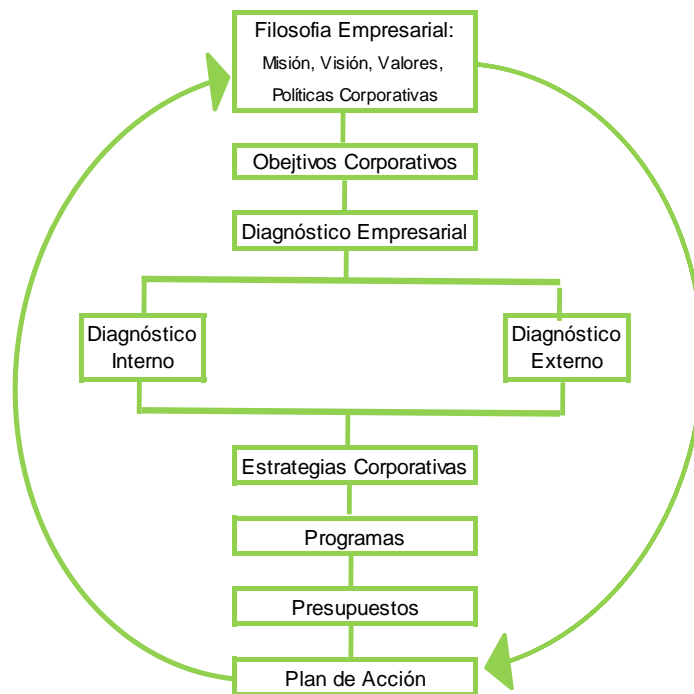 Filosofia Empresarial:
Misión, Visión, Valores,
Políticas Corporativas
Obejtivos Corporativos
Diagnóstico Empresarial
Diagnóstico
Interno
Diagnóstico
Externo
Estrategias Corporativas
Programas
Presupuestos
Plan de Acción